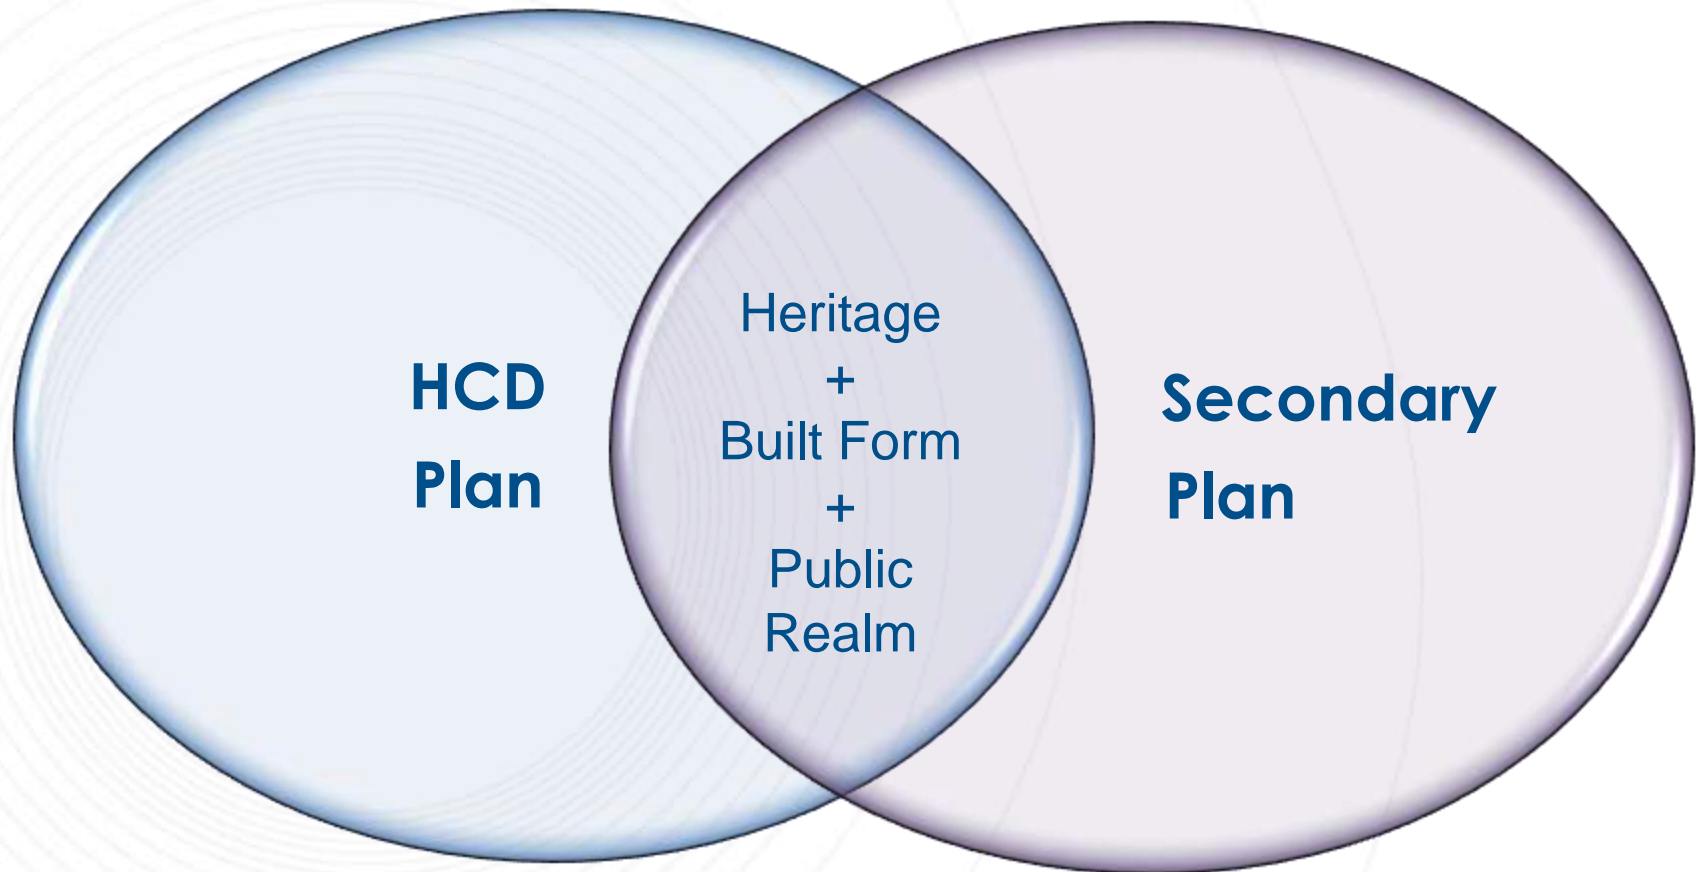 HCD
Plan
Heritage
+
Built Form
+
Public
Realm
Secondary
Plan